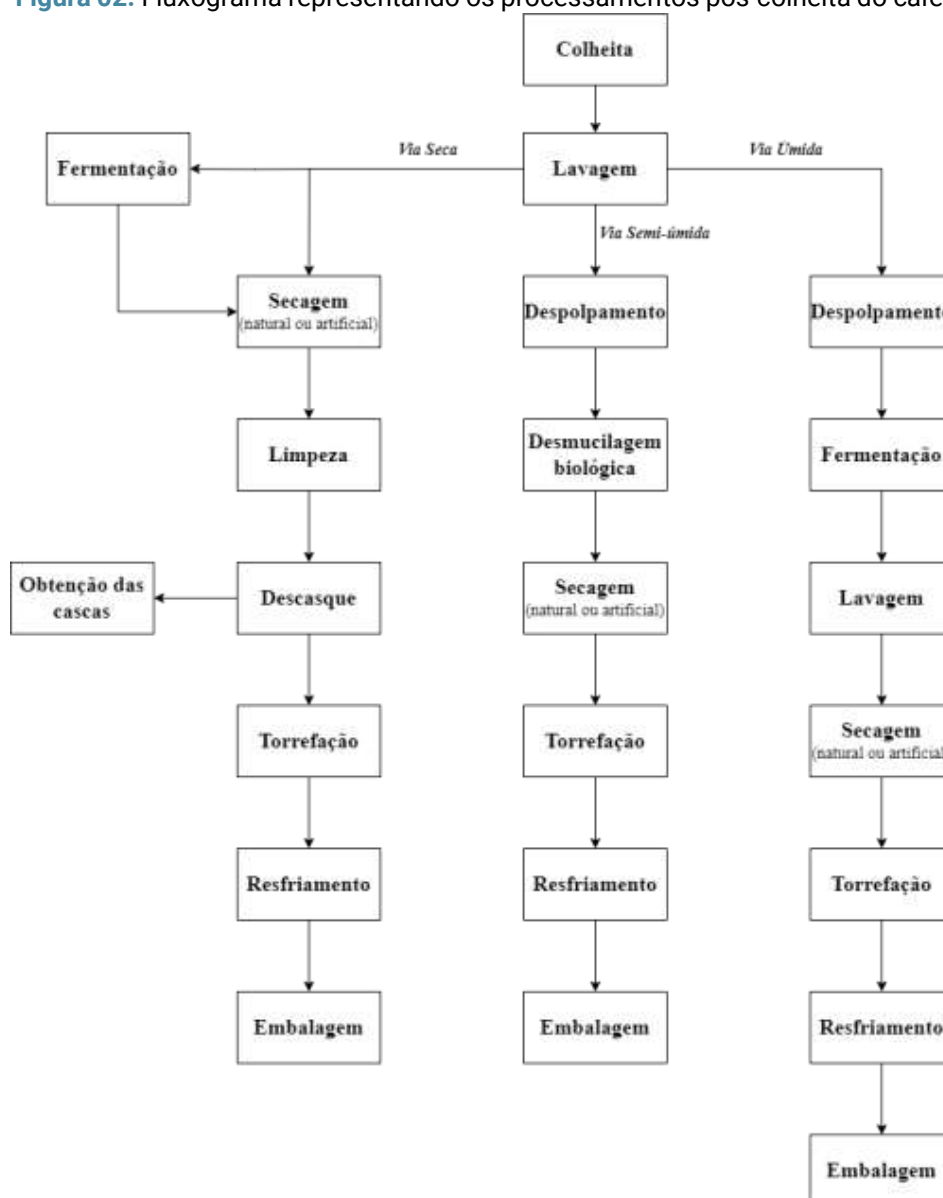 Figura 02. Fluxograma representando os processamentos pós-colheita do café
Colheita
Via Seca
Via Úmida
Fermentação
Lavagem
Via Semi-úmida
Secagem
(natural ou artificial)
Despolpamento
Despolpamento
Limpeza
Desmucilagem
biológica
Fermentação
Obtenção das
cascas
Descasque
Secagem
(natural ou artificial)
Lavagem
Torrefação
Torrefação
Secagem
(natural ou artificial
Resfriamento
Resfriamento
Torrefação
Embalagem
Embalagem
Resfriamento
Embalagem